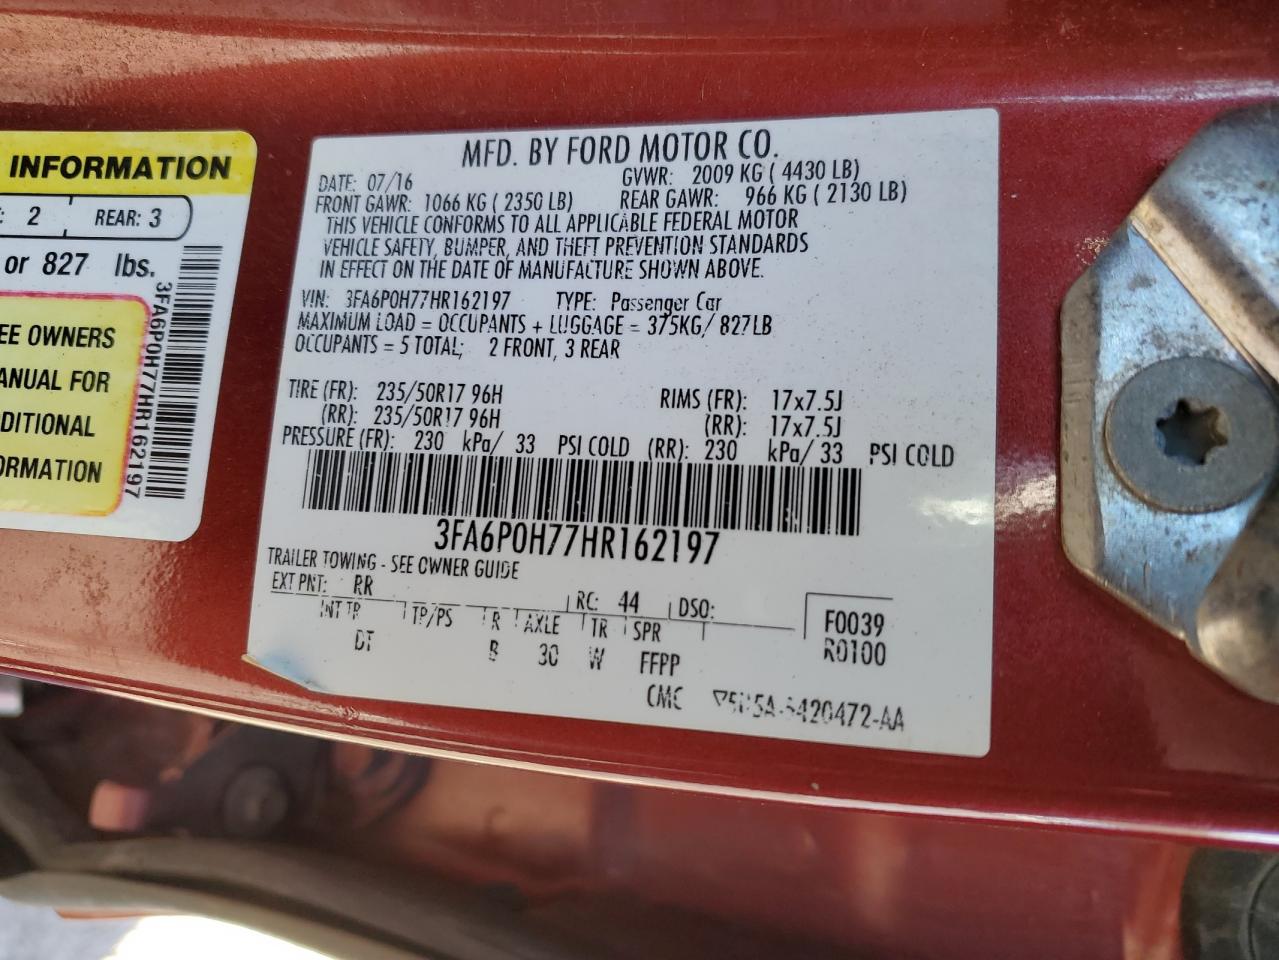 INFORMATION
: 2 REAR: 3
or 827 lbs.
EE OWNERS
ANUAL FOR
DDITIONAL
ORMATION
3FA6P0H77HR162197
MFD. BY FORD MOTOR CO.
DATE: 07/16 GVWR: 2009 KG ( 4430 LB)
FRONT GAWR: 1066 KG ( 2350 LB) REAR GAWR: 966 KG ( 2130 LB)
THIS VEHICLE CONFORMS TO ALL APPLICABLE FEDERAL MOTOR
VEHICLE SAFETY, BUMPER, AND THEFT PREVENTION STANDARDS
IN EFFECT ON THE DATE OF MANUFACTURE SHOWN ABOVE.
VIN: 3FA6P0H77HR162197 TYPE: Passenger Car
MAXIMUM LOAD = OCCUPANTS + LUGGAGE = 375KG/ 827LB
OCCUPANTS = 5 TOTAL; 2 FRONT, 3 REAR
TIRE (FR): 235/50R17 96H RIMS (FR): 17x7.5J
(RR): 235/50R17 96H (RR): 17x7.5J
PRESSURE (FR): 230 kPa/ 33 PSI COLD (RR): 230 kPa/ 33 PSI COLD
3FA6P0H77HR162197
TRAILER TOWING - SEE OWNER GUIDE
EXT PNT: RR RC: 44 DSO: F0039
INT TR TP/PS R AXLE TR SPR R0100
DT B 30 W FFPP
CMC